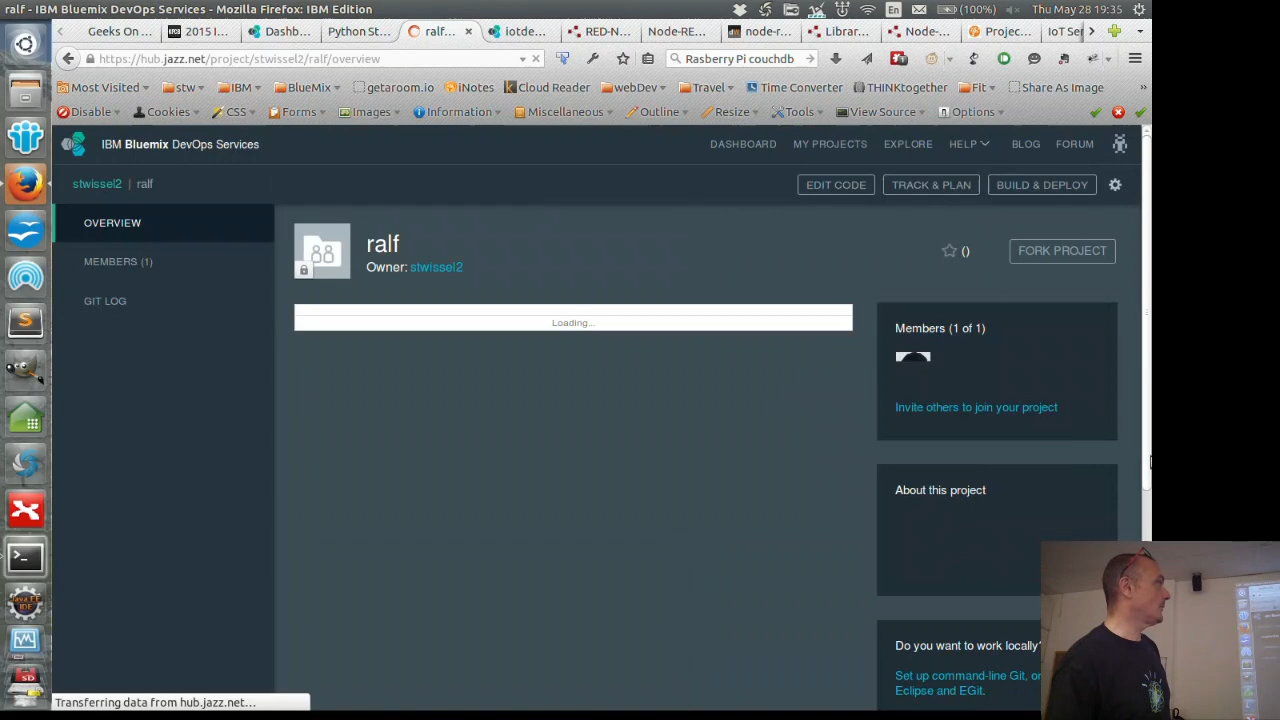 ralf - IBM Bluemix DevOps Services - Mozilla Firefox: IBM Edition
En
(100%)
Thu May 28 19:35
Geeks On ...
2015 I...
Dashb...
Python St...
ralf...
iotde...
RED-N...
Node-RE...
node-r...
Librar...
Node-...
Projec...
IoT Ser
https://hub.jazz.net/project/stwissel2/ralf/overview
Rasberry Pi couchdb
Most Visited
stw
IBM
BlueMix
getaroom.io
iNotes
Cloud Reader
webDev
Travel
Time Converter
THINKtogether
Fit
Share As Image
Disable
Cookies
CSS
Forms
Images
Information
Miscellaneous
Outline
Resize
Tools
View Source
Options
IBM Bluemix DevOps Services
DASHBOARD
MY PROJECTS
EXPLORE
HELP
BLOG
FORUM
stwissel2 | ralf
EDIT CODE
TRACK & PLAN
BUILD & DEPLOY
OVERVIEW
MEMBERS (1)
GIT LOG
ralf
Owner: stwissel2
()
FORK PROJECT
Loading...
Members (1 of 1)
Invite others to join your project
About this project
Do you want to work locally?
Set up command-line Git, or
Eclipse and EGit.
Transferring data from hub.jazz.net...